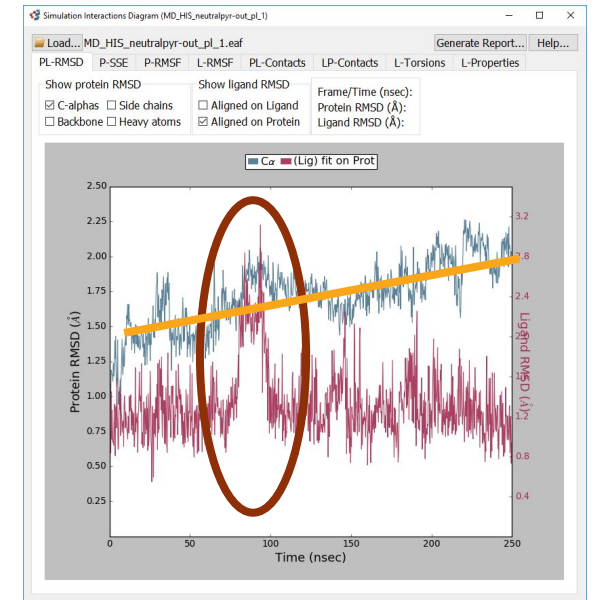 Simulation Interactions Diagram (MD_HIS_neutralpyr-out_pl_1)
Load... MD_HIS_neutralpyr-out_pl_1.eaf Generate Report... Help...
PL-RMSD P-SSE P-RMSF L-RMSF PL-Contacts LP-Contacts L-Torsions L-Properties
Show protein RMSD Show ligand RMSD
Frame/Time (nsec):
C-alphas Side chains Aligned on Ligand
Protein RMSD (Å):
Backbone Heavy atoms Aligned on Protein
Ligand RMSD (Å):
Cα (Lig) fit on Prot
2.50
2.25
2.00
1.75
1.50
1.25
1.00
0.75
0.50
0.25
Protein RMSD (Å)
3.2
2.8
2.4
1.2
0.8
0.4
Ligand RMSD (Å)
0 50 100 150 200 250
Time (nsec)